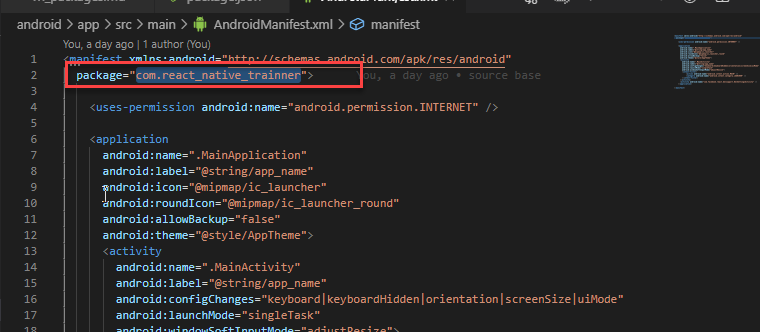 android > app > src > main > AndroidManifest.xml > manifest
You, a day ago | 1 author (You)
1 <manifest xmlns:android="http://schemas.android.com/apk/res/android"
2 package="com.react_native_trainner"> You, a day ago • source base
3
4 <uses-permission android:name="android.permission.INTERNET" />
5
6 <application
7 android:name=".MainApplication"
8 android:label="@string/app_name"
9 android:icon="@mipmap/ic_launcher"
10 android:roundIcon="@mipmap/ic_launcher_round"
11 android:allowBackup="false"
12 android:theme="@style/AppTheme">
13 <activity
14 android:name=".MainActivity"
15 android:label="@string/app_name"
16 android:configChanges="keyboard|keyboardHidden|orientation|screenSize|uiMode"
17 android:launchMode="singleTask"
18 android:windowSoftInputMode="adjustResize">